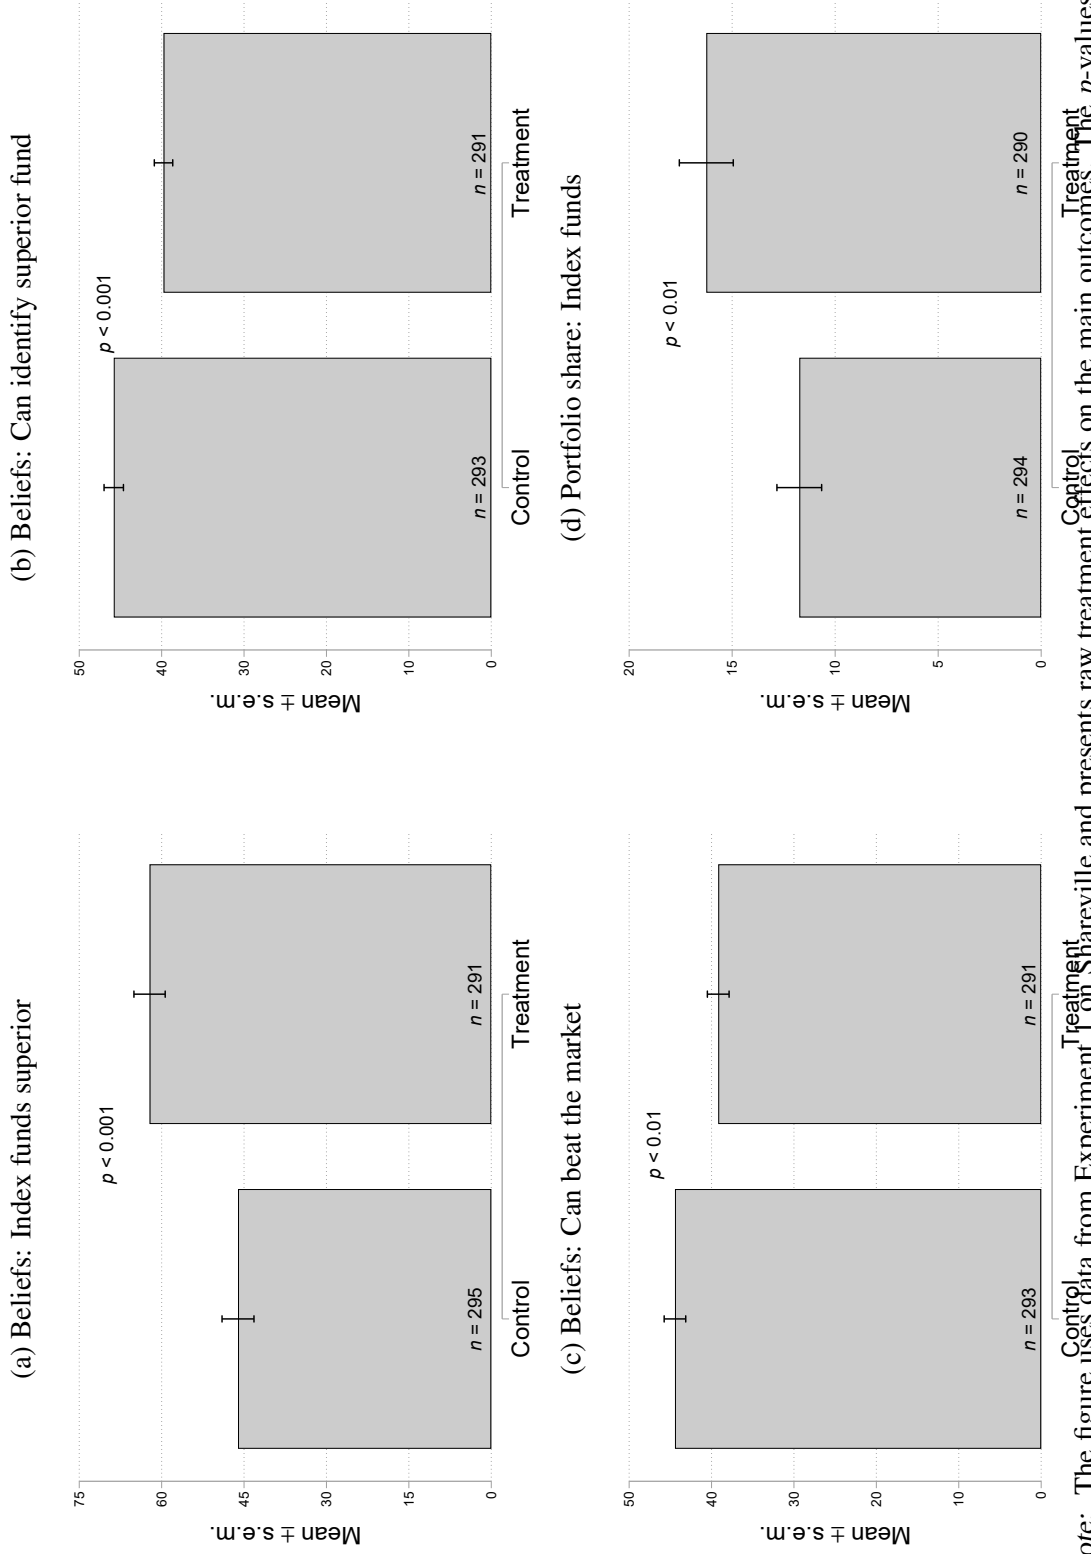 (a) Beliefs: Index funds superior
Mean ± s.e.m.
75
60
45
30
15
0
p < 0.001
n = 295
n = 291
Control
Treatment
(b) Beliefs: Can identify superior fund
Mean ± s.e.m.
50
40
30
20
10
0
p < 0.001
n = 293
n = 291
Control
Treatment
(c) Beliefs: Can beat the market
Mean ± s.e.m.
50
40
30
20
10
0
p < 0.01
n = 293
n = 291
Control
Treatment
(d) Portfolio share: Index funds
Mean ± s.e.m.
20
15
10
5
0
p < 0.01
n = 294
n = 290
Control
Treatment
The figure uses data from Experiment 1 on Shareville and presents raw treatment effects on the main outcomes. The p-values